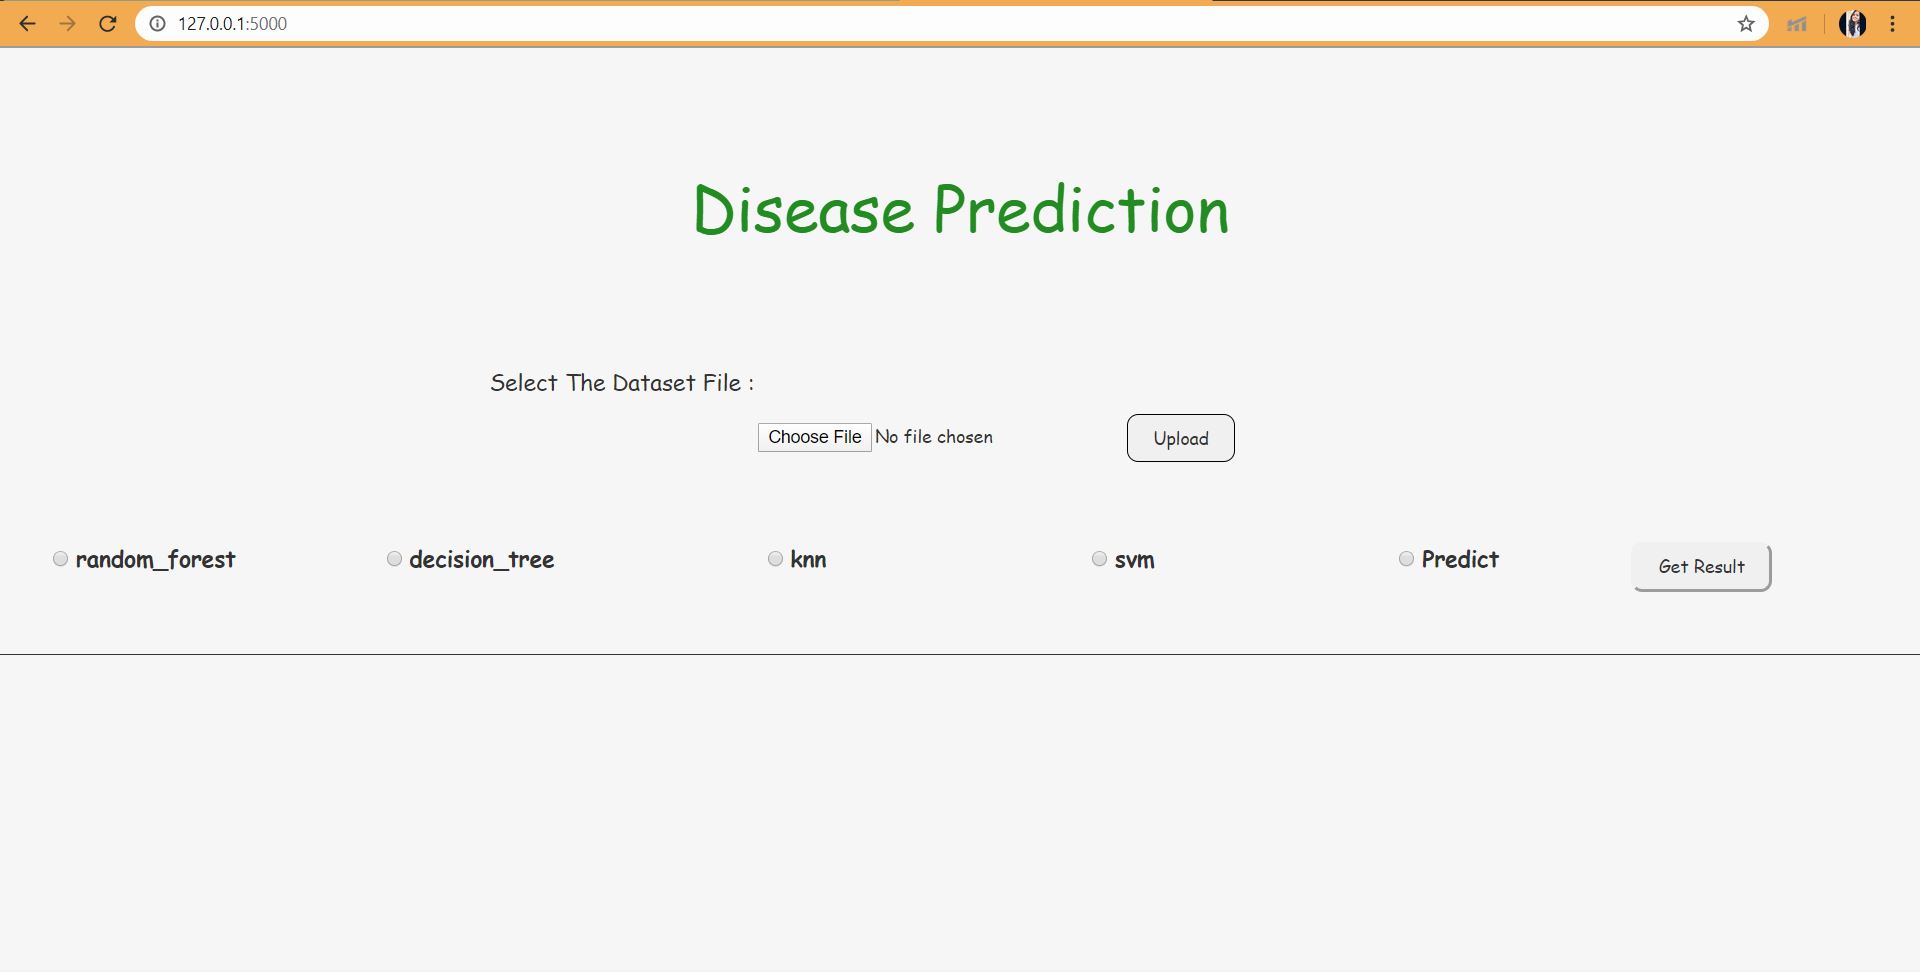 127.0.0.1:5000
Disease Prediction
Select The Dataset File :
Choose File No file chosen Upload
random_forest decision_tree knn svm Predict Get Result